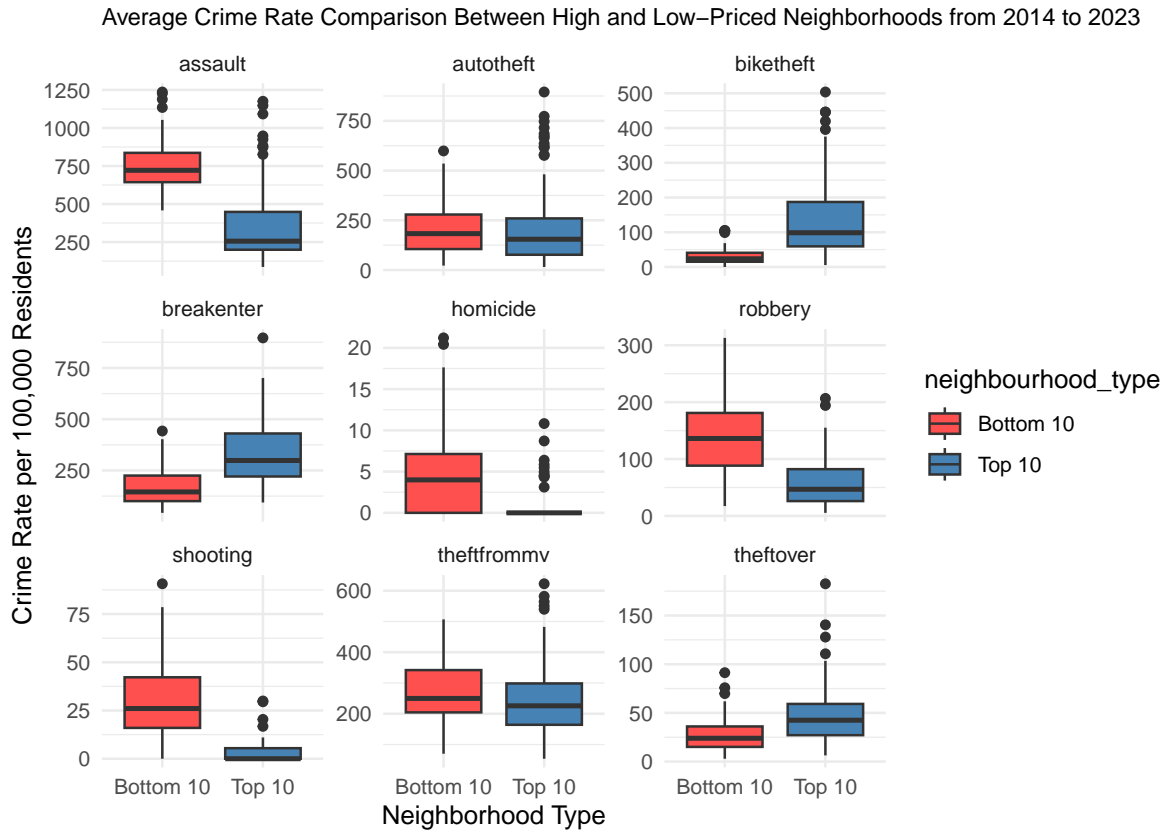 Average Crime Rate Comparison Between High and Low−Priced Neighborhoods from 2014 to 2023
Crime Rate per 100,000 Residents
assault
1250
1000
750
500
250
autotheft
750
500
250
0
biketheft
500
400
300
200
100
0
breakenter
750
500
250
homicide
20
15
10
5
0
robbery
300
200
100
0
shooting
75
50
25
0
theftfrommv
600
400
200
theftover
150
100
50
0
Bottom 10 Top 10
Bottom 10 Top 10
Bottom 10 Top 10
Neighborhood Type
neighbourhood_type
Bottom 10
Top 10